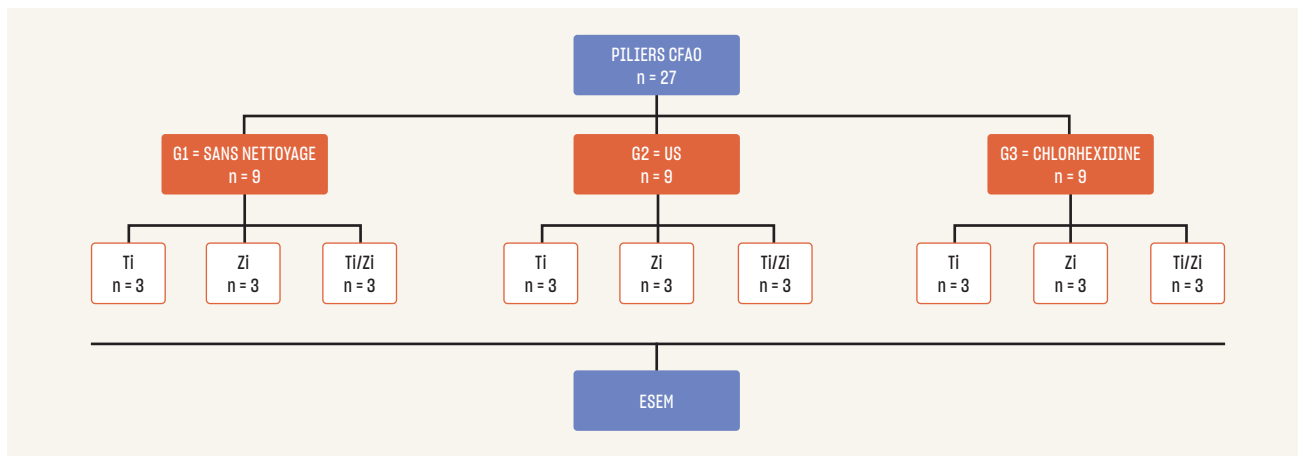 PILIERS CFAO
n = 27
G1 = SANS NETTOYAGE
n = 9
G2 = US
n = 9
G3 = CHLORHEXIDINE
n = 9
Ti
n = 3
Zi
n = 3
Ti/Zi
n = 3
Ti
n = 3
Zi
n = 3
Ti/Zi
n = 3
Ti
n = 3
Zi
n = 3
Ti/Zi
n = 3
ESEM